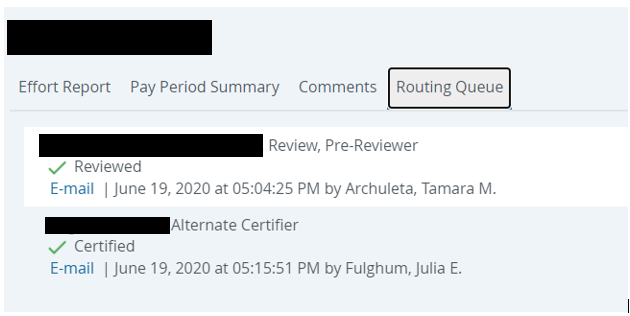 Effort Report Pay Period Summary Comments Routing Queue
Review, Pre-Reviewer
Reviewed
E-mail | June 19, 2020 at 05:04:25 PM by Archuleta, Tamara M.
Alternate Certifier
Certified
E-mail | June 19, 2020 at 05:15:51 PM by Fulghum, Julia E.